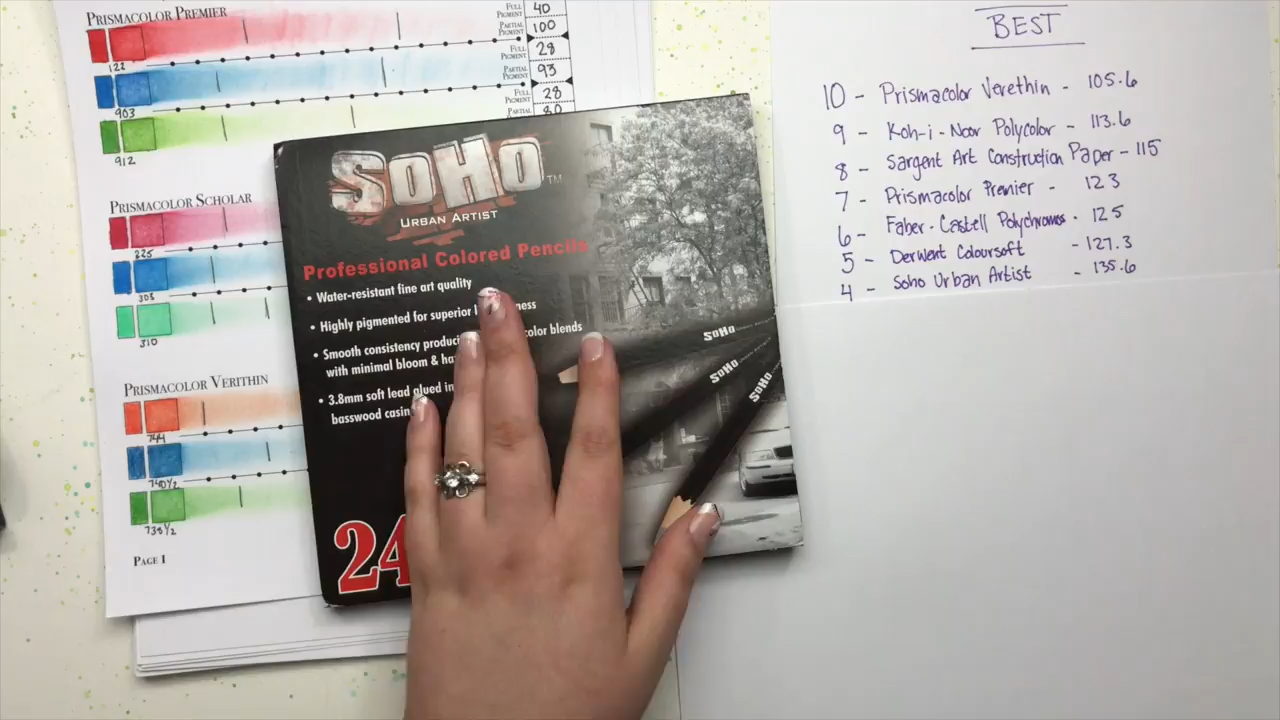 PRISMACOLOR PREMIER
122
903
912
FULL PIGMENT 40
PARTIAL PIGMENT 100
FULL PIGMENT 28
PARTIAL PIGMENT 93
FULL PIGMENT 28
PARTIAL 80
PRISMACOLOR SCHOLAR
225
303
310
PRISMACOLOR VERITHIN
744
740½
738½
PAGE 1
SOHO TM
URBAN ARTIST
Professional Colored Pencils
• Water-resistant fine art quality
• Highly pigmented for superior
• Smooth consistency color blends
with minimal bloom &
• 3.8mm soft lead glued in
basswood
24
SOHO
SOHO
SOHO
BEST
10 - Prismacolor Verethin - 105.6
9 - Koh-i-Noor Polycolor - 113.6
8 - Sargent Art Construction Paper - 115
7 - Prismacolor Premier - 123
6 - Faber-Castell Polychromos - 125
5 - Derwent Coloursoft - 127.3
4 - Soho Urban Artist - 135.6